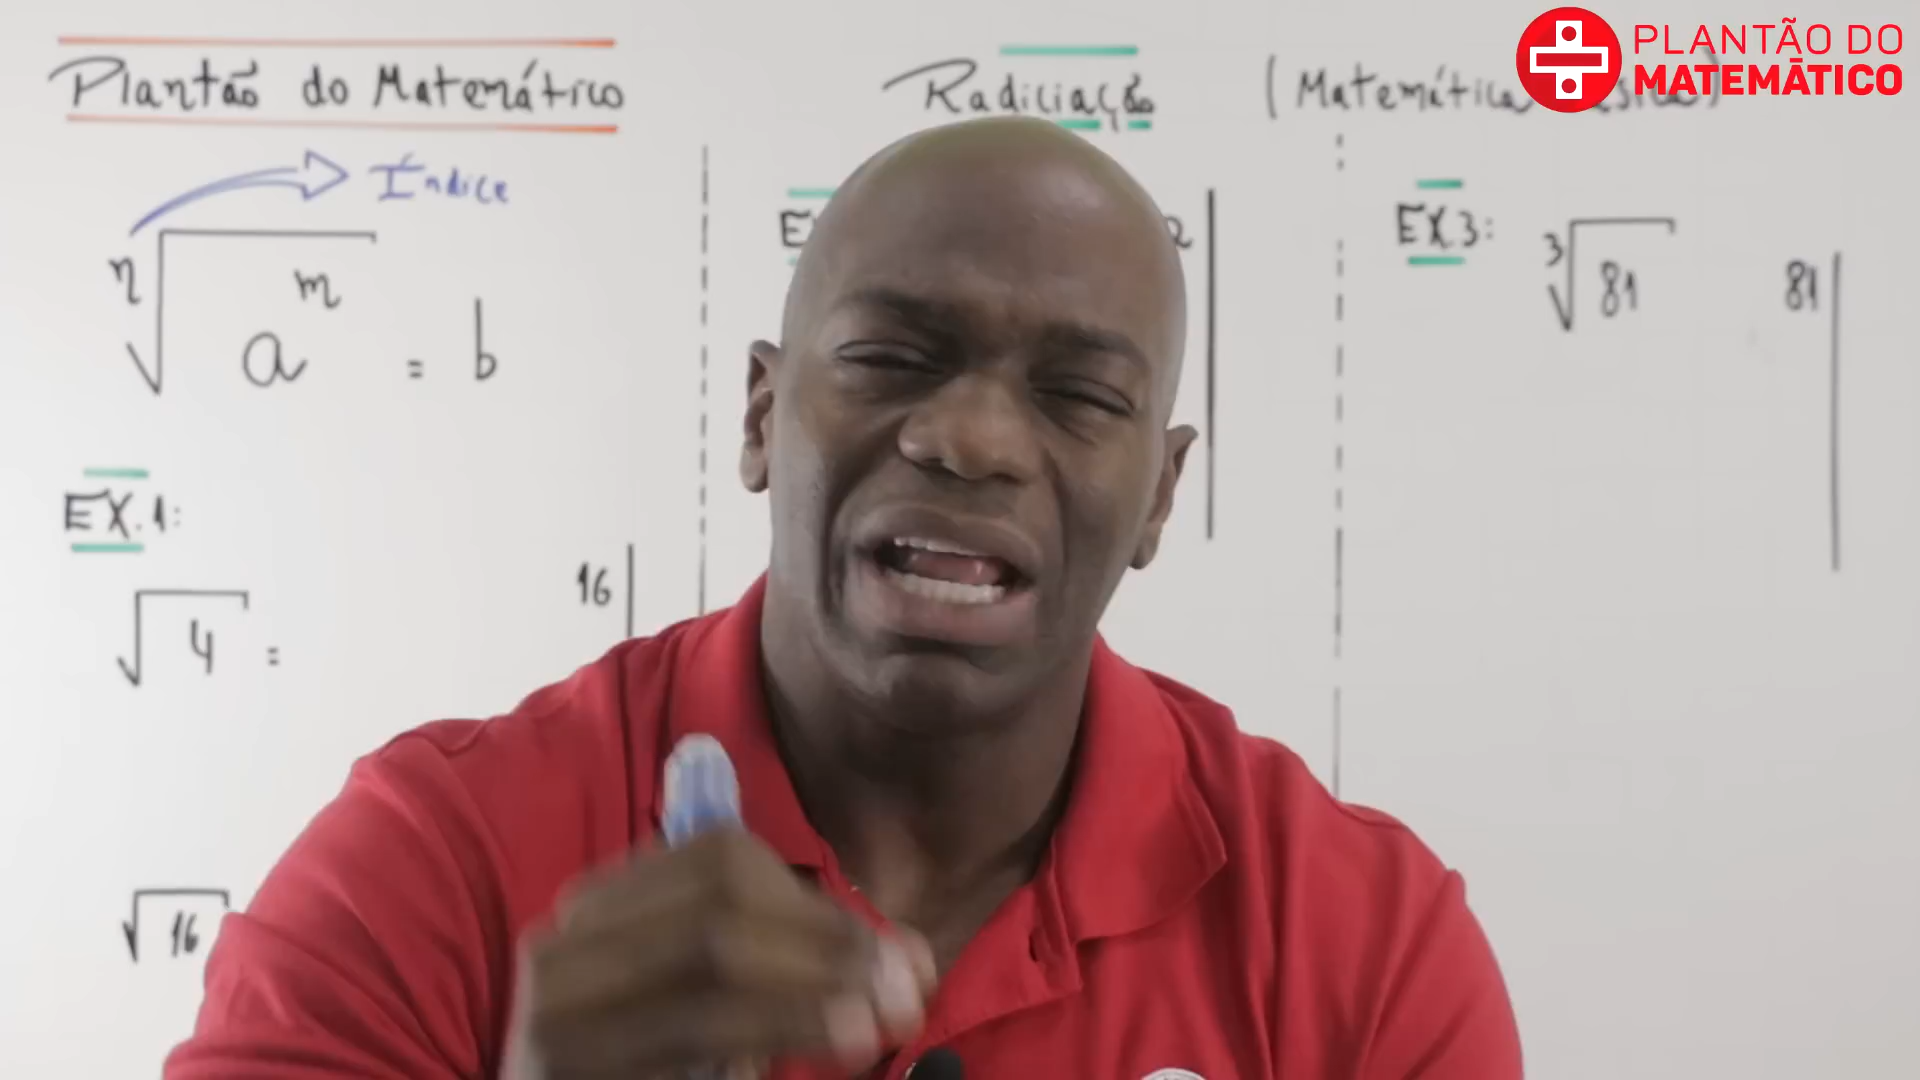 Plantão do Matemático
Radiciação
(Matemática
PLANTÃO DO
MATEMÁTICO
Índice
n√a^m = b
EX.3:
³√81
81
EX.1:
√4 =
16
√16